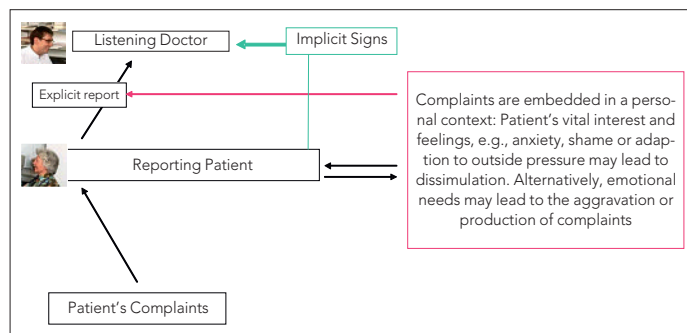 Listening Doctor
Implicit Signs
Explicit report
Reporting Patient
Complaints are embedded in a perso-
nal context: Patient's vital interest and
feelings, e.g., anxiety, shame or adap-
tion to outside pressure may lead to
dissimulation. Alternatively, emotional
needs may lead to the aggravation or
production of complaints
Patient's Complaints